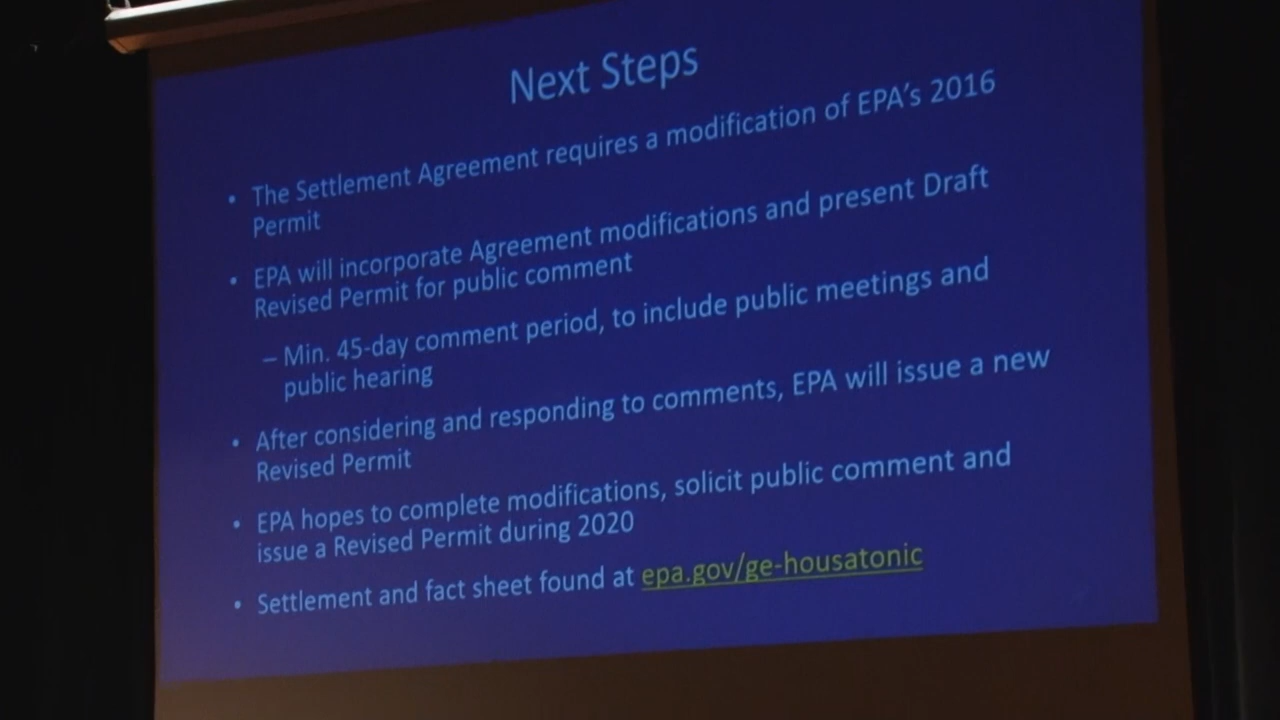 Next Steps
• The Settlement Agreement requires a modification of EPA's 2016
Permit
• EPA will incorporate Agreement modifications and present Draft
Revised Permit for public comment
– Min. 45-day comment period, to include public meetings and
public hearing
• After considering and responding to comments, EPA will issue a new
Revised Permit
• EPA hopes to complete modifications, solicit public comment and
issue a Revised Permit during 2020
• Settlement and fact sheet found at epa.gov/ge-housatonic